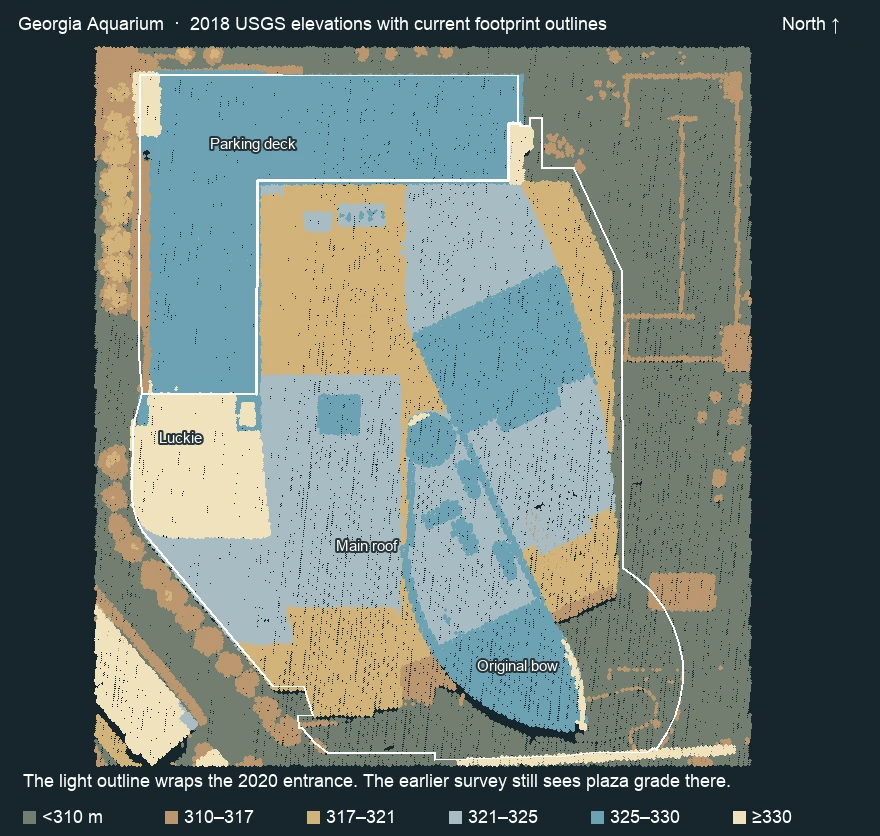 Georgia Aquarium · 2018 USGS elevations with current footprint outlines
North ↑
Parking deck
Luckie
Main roof
Original bow
The light outline wraps the 2020 entrance. The earlier survey still sees plaza grade there.
<310 m
310–317
317–321
321–325
325–330
≥330